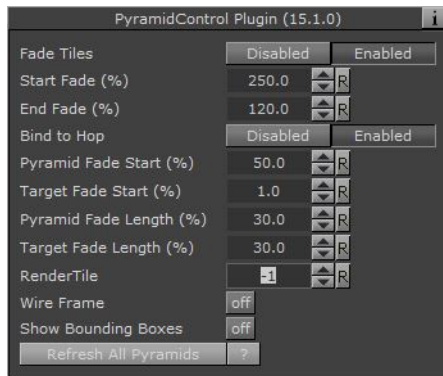 PyramidControl Plugin (15.1.0) i
Fade Tiles Disabled Enabled
Start Fade (%) 250.0 R
End Fade (%) 120.0 R
Bind to Hop Disabled Enabled
Pyramid Fade Start (%) 50.0 R
Target Fade Start (%) 1.0 R
Pyramid Fade Length (%) 30.0 R
Target Fade Length (%) 30.0 R
RenderTile -1 R
Wire Frame off
Show Bounding Boxes off
Refresh All Pyramids ?